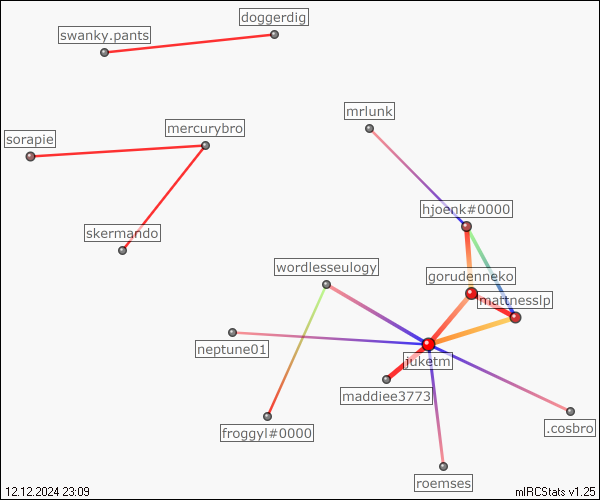 doggerdig
swanky.pants
mrlunk
mercurybro
sorapie
hjoenk#0000
skermando
wordlesseulogy
gorudenneko
mattnesslp
neptune01
juketm
maddiee3773
froggyl#0000
.cosbro
roemses
12.12.2024 23:09
mIRCStats v1.25